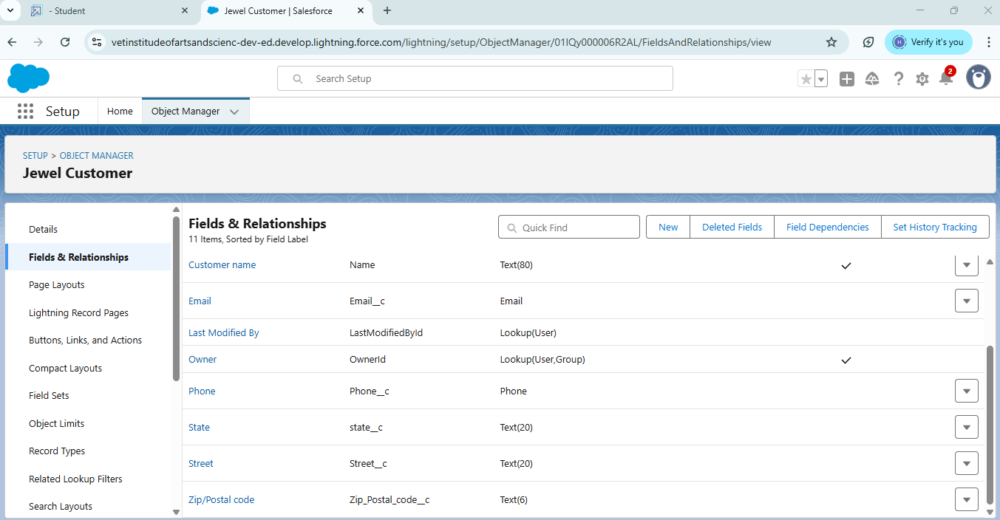 - Student
Jewel Customer | Salesforce
vetinstitudeofartsandscienc-dev-ed.develop.lightning.force.com/lightning/setup/ObjectManager/01IQy000006R2AL/FieldsAndRelationships/view
H
Verify it's you
Search Setup
2
Setup
Home
Object Manager
SETUP > OBJECT MANAGER
Jewel Customer
Details
Fields & Relationships
Page Layouts
Lightning Record Pages
Buttons, Links, and Actions
Compact Layouts
Field Sets
Object Limits
Record Types
Related Lookup Filters
Search Layouts
Fields & Relationships
11 Items, Sorted by Field Label
Quick Find
New
Deleted Fields
Field Dependencies
Set History Tracking
Customer name Name Text(80)
Email Email__c Email
Last Modified By LastModifiedById Lookup(User)
Owner OwnerId Lookup(User,Group)
Phone Phone__c Phone
State state__c Text(20)
Street Street__c Text(20)
Zip/Postal code Zip_Postal_code__c Text(6)